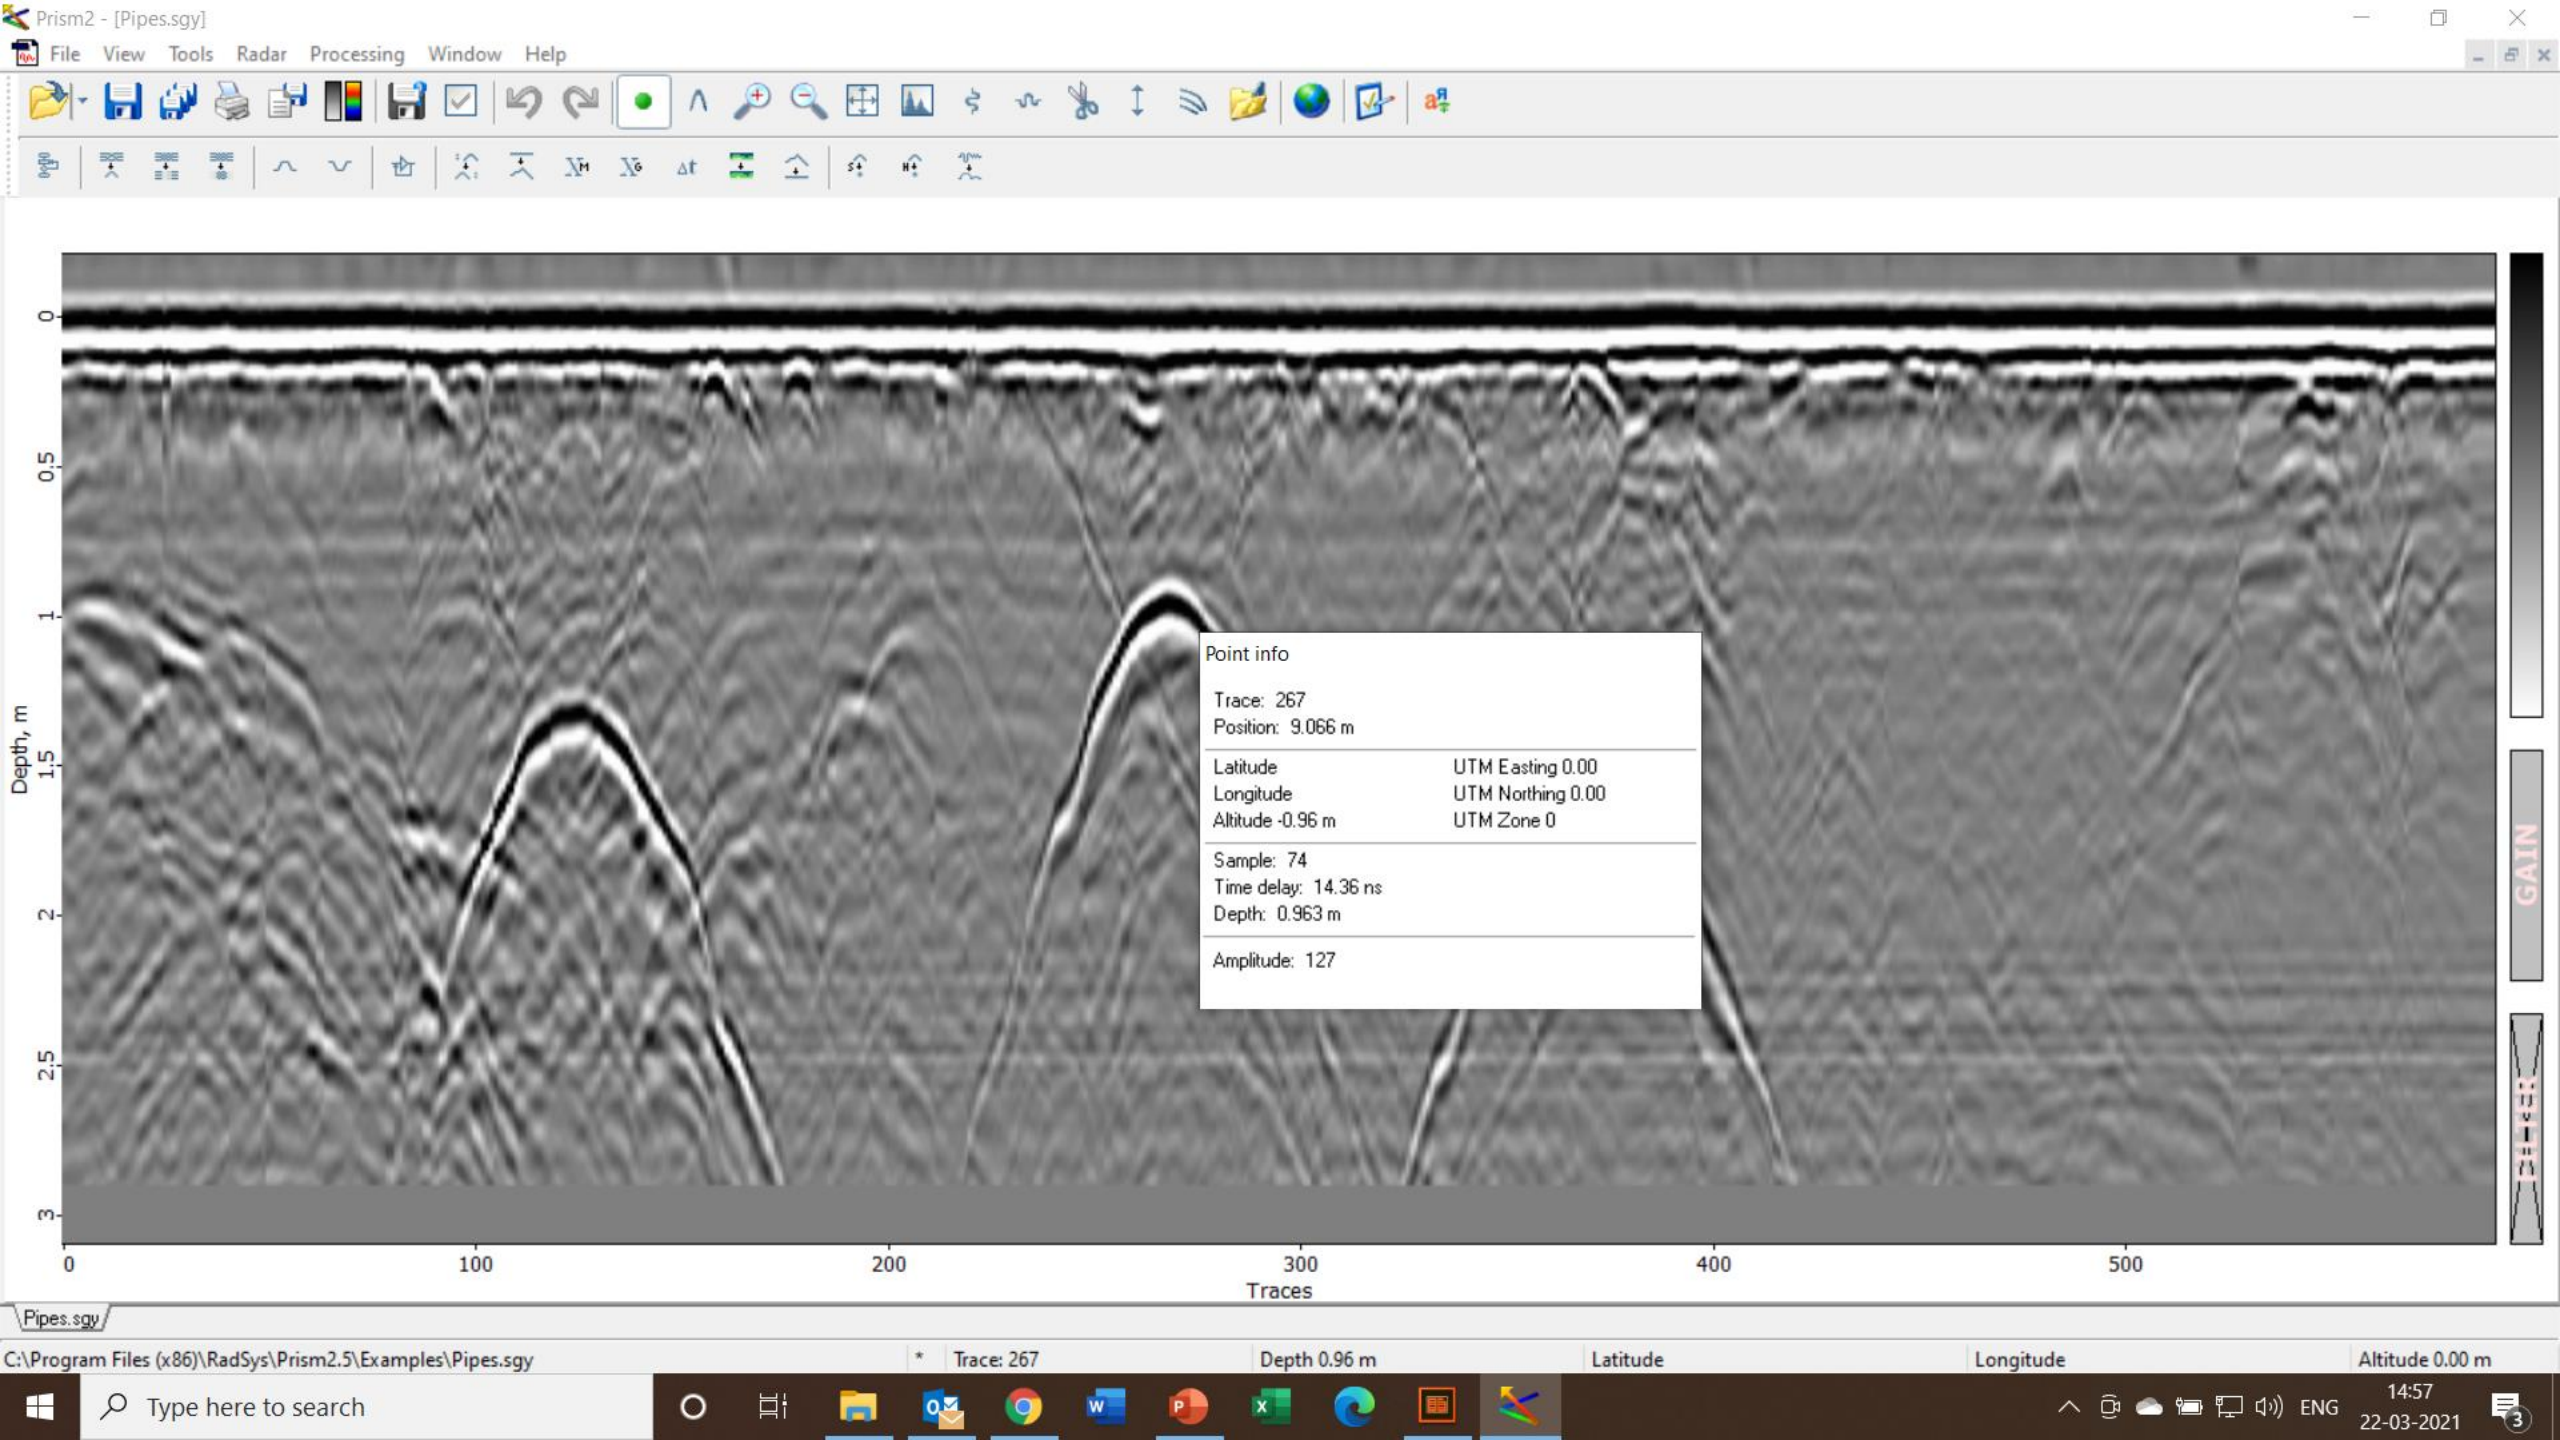 Prism2 - [Pipes.sgy]
File View Tools Radar Processing Window Help
0
0.5
1
1.5
2
2.5
3
Depth, m
Point info
Trace: 267
Position: 9.066 m
Latitude UTM Easting 0.00
Longitude UTM Northing 0.00
Altitude -0.96 m UTM Zone 0
Sample: 74
Time delay: 14.36 ns
Depth: 0.963 m
Amplitude: 127
GAIN
FILTER
0 100 200 300 400 500
Traces
Pipes.sgy
C:\Program Files (x86)\RadSys\Prism2.5\Examples\Pipes.sgy * Trace: 267 Depth 0.96 m Latitude Longitude Altitude 0.00 m
Type here to search
ENG
14:57
22-03-2021
3